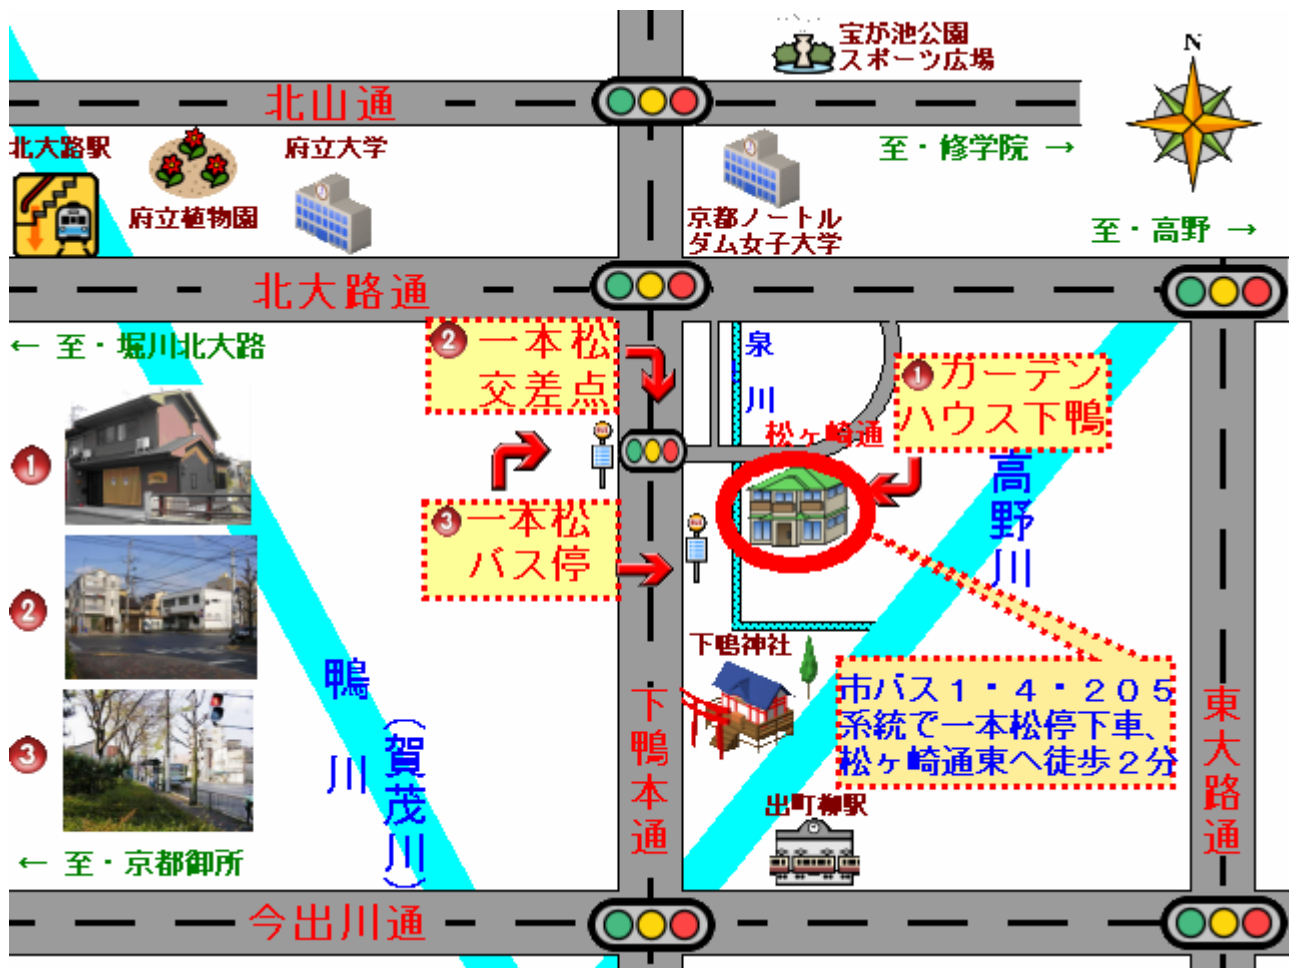 宝が池公園
スポーツ広場
N
北山通
北大路駅
府立大学
至・修学院 →
府立植物園
京都ノートル
ダム女子大学
至・高野 →
北大路通
← 至・堀川北大路
2 一本松
交差点
泉川
1 ガーデン
ハウス下鴨
松ヶ崎通
1
高野川
3 一本松
バス停
2
下鴨神社
鴨川
(賀茂川)
下鴨本通
市バス1・4・205
系統で一本松停下車、
松ヶ崎通東へ徒歩2分
東大路通
3
出町柳駅
← 至・京都御所
今出川通